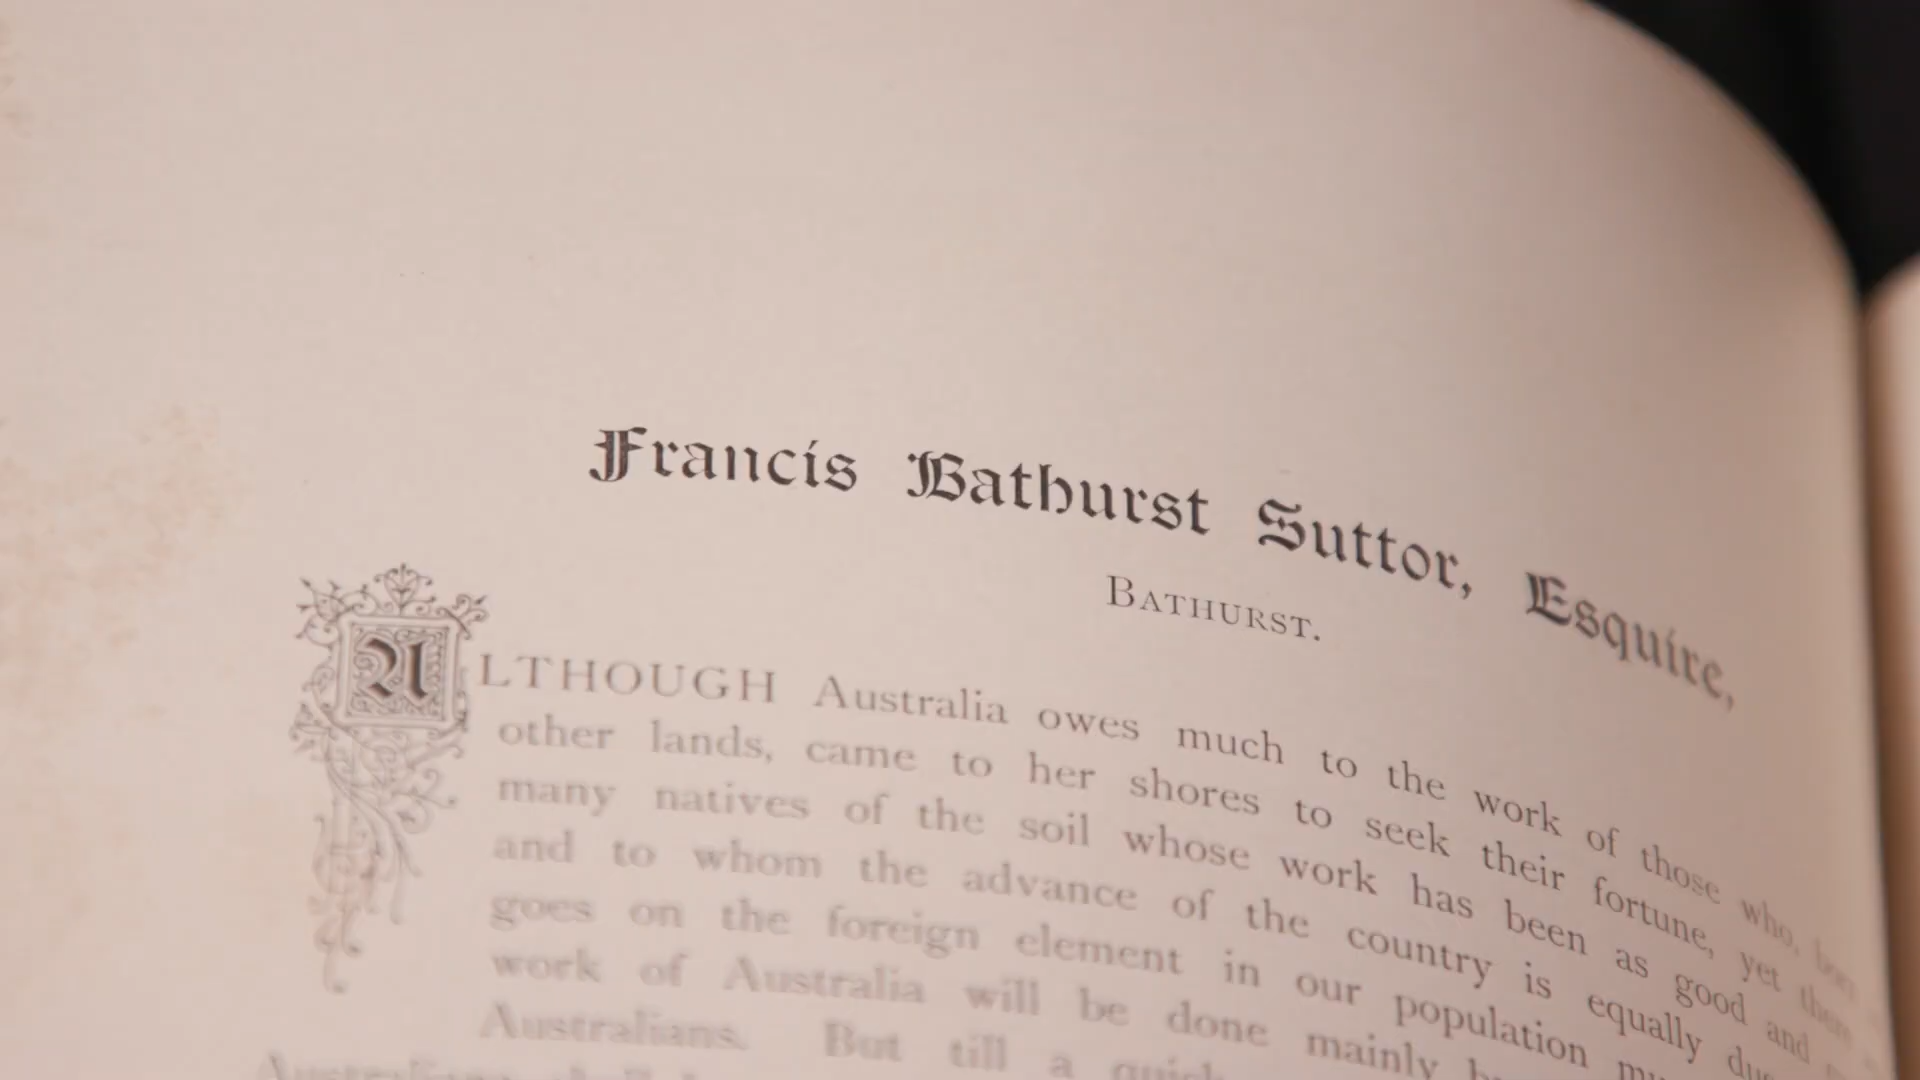 Francis Bathurst Suttor, Esquire,
BATHURST.
ALTHOUGH Australia owes much to the work of those who, born
other lands, came to her shores to seek their fortune, yet there
many natives of the soil whose work has been as good and
and to whom the advance of the country is equally due
goes on the foreign element in our population
work of Australia will be done mainly
Australians. But till a